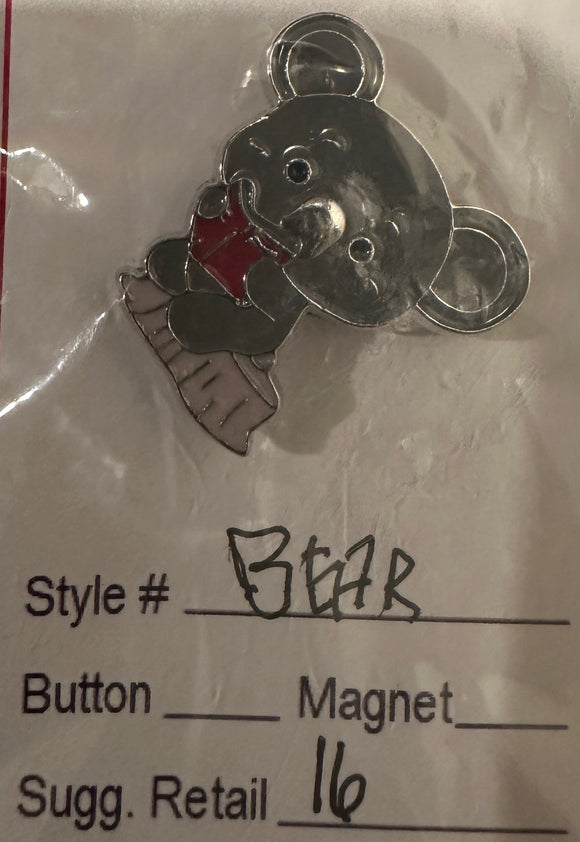 Style # BEAR
Button Magnet
Sugg. Retail 16